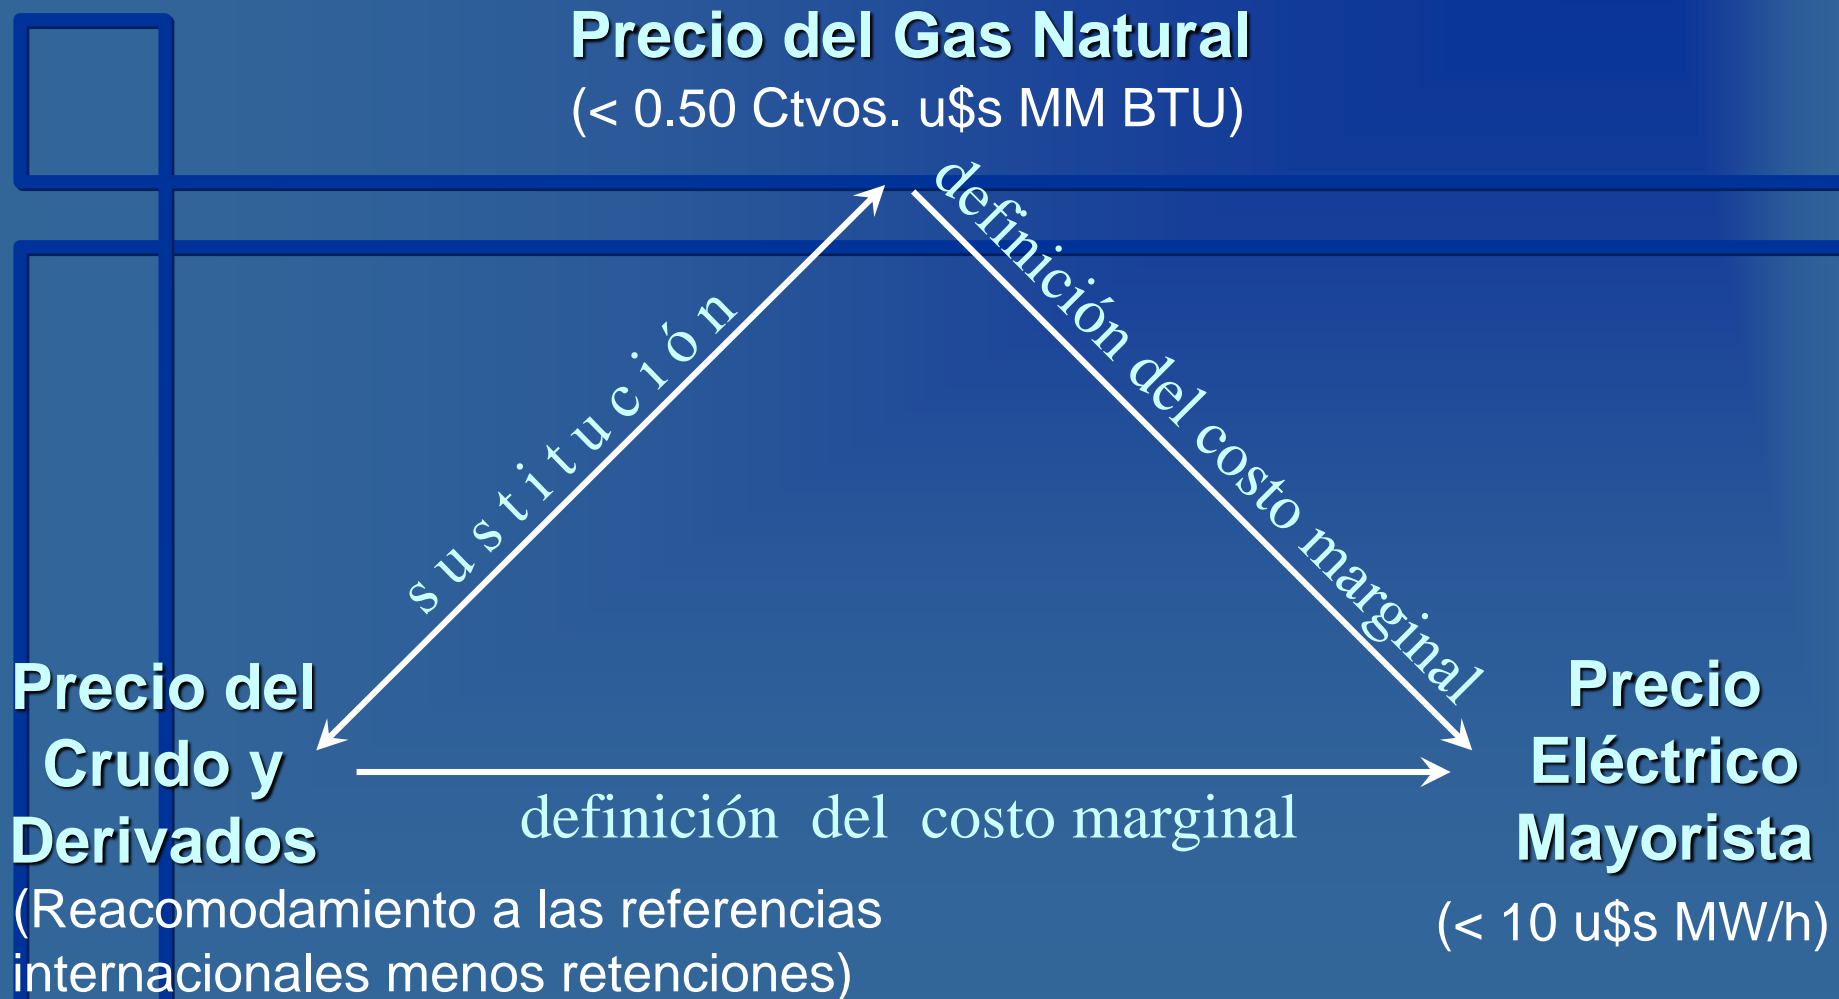 Precio del Gas Natural
(< 0.50 Ctvos. u$s MM BTU)
sustitución
definición del costo marginal
Precio del
Crudo y
Derivados
(Reacomodamiento a las referencias
internacionales menos retenciones)
definición del costo marginal
Precio
Eléctrico
Mayorista
(< 10 u$s MW/h)